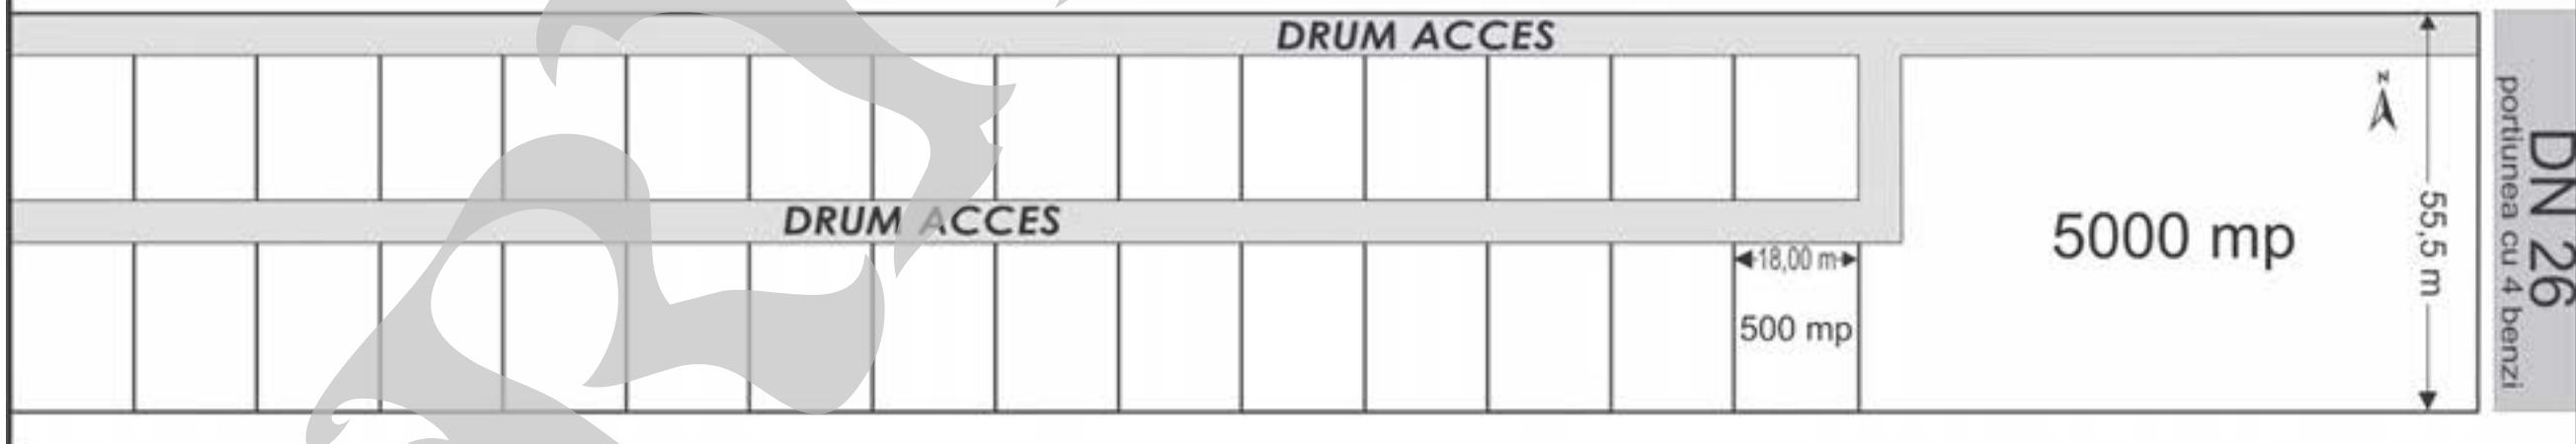 DRUM ACCES
DRUM ACCES
18,00 m
500 mp
5000 mp
N
55,5 m
DN 26
portiunea cu 4 benzi